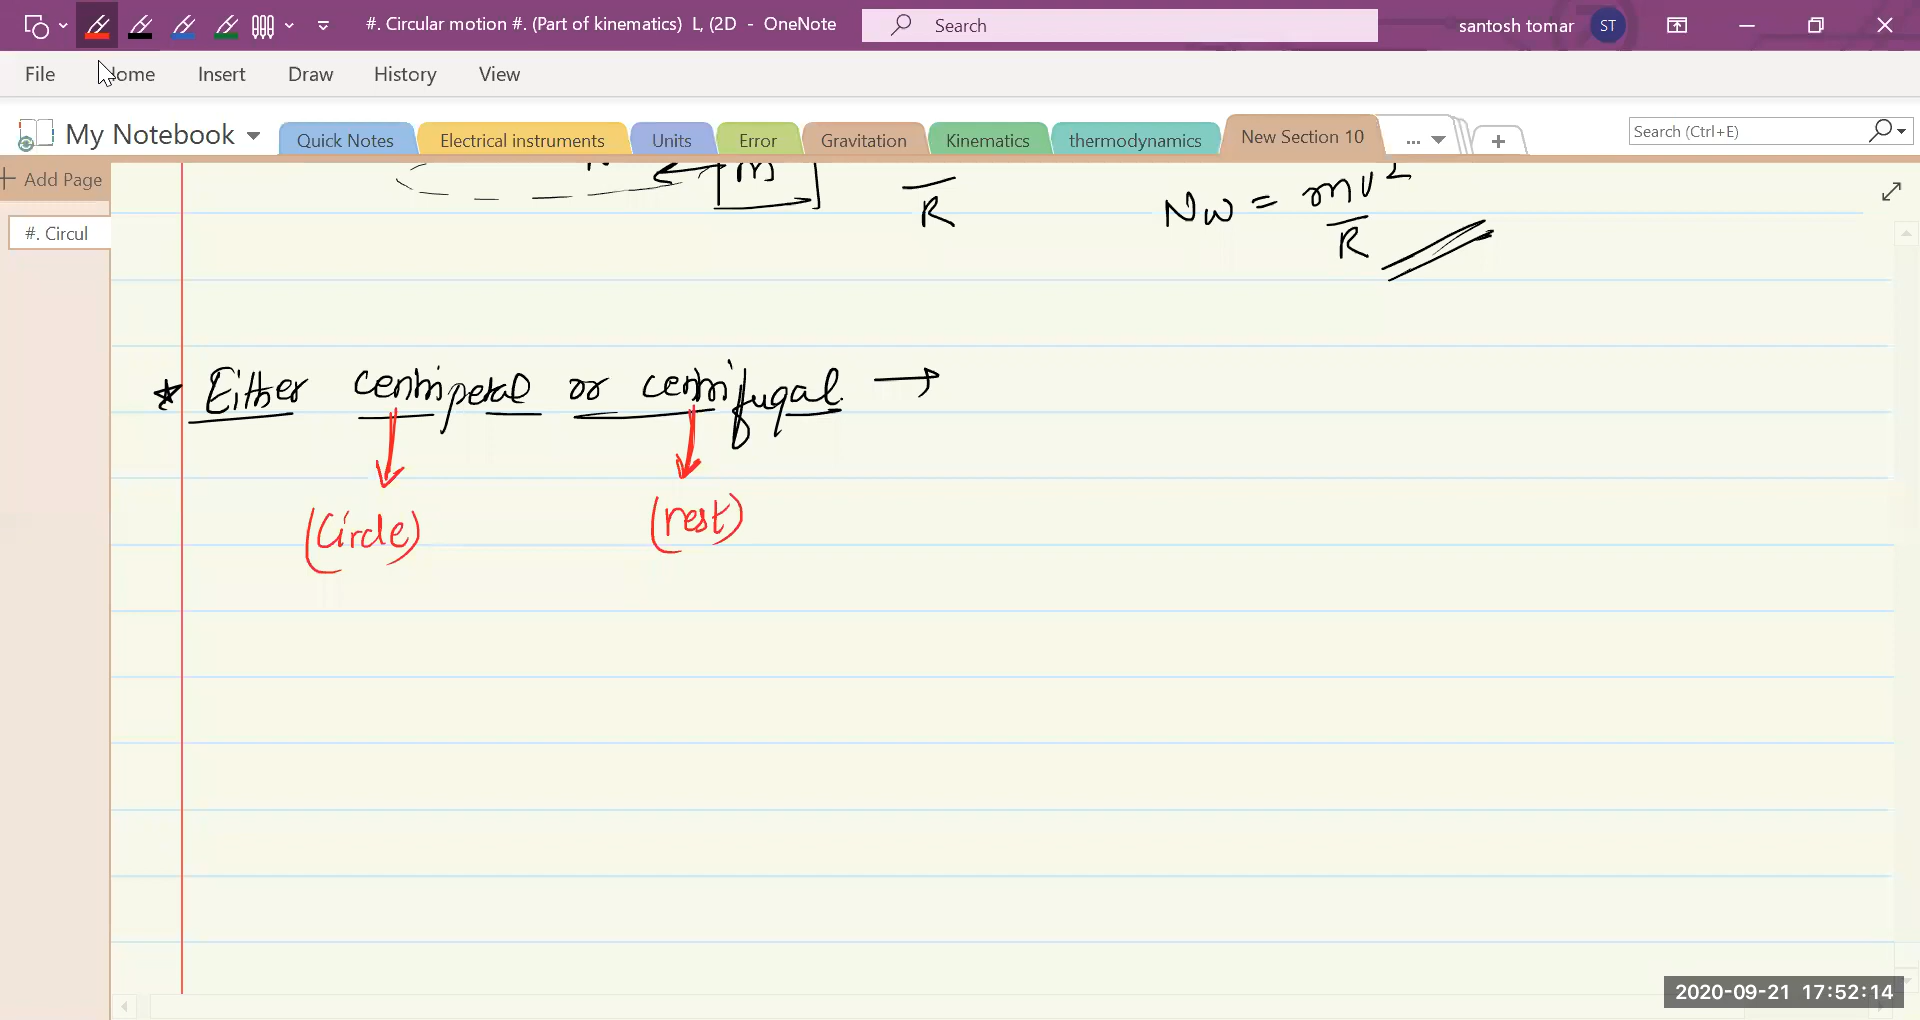 #. Circular motion #. (Part of kinematics) L, (2D - OneNote
Search
santosh tomar ST
File Home Insert Draw History View
My Notebook
Quick Notes Electrical instruments Units Error Gravitation Kinematics thermodynamics New Section 10 ... +
Search (Ctrl+E)
+ Add Page
#. Circul
m
R
Nw = mv²
R
* Either centripetal or centrifugal →
(Circle) (rest)
2020-09-21 17:52:14